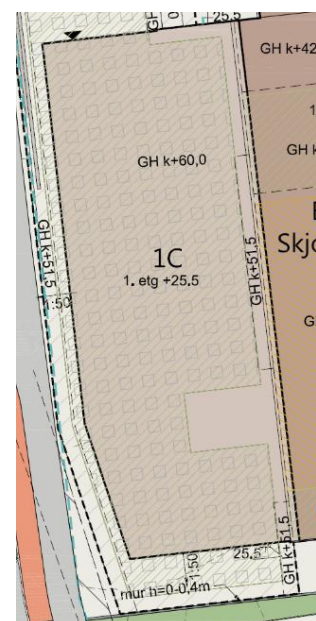 25.5
GH k+42
GH k+60,0
GH k
GH k+51,5
1:50
1C
1. etg +25.5
GH k+51,5
Skjo
G
25.5
1:50
GH k+51,5
mur h=0-0,4m